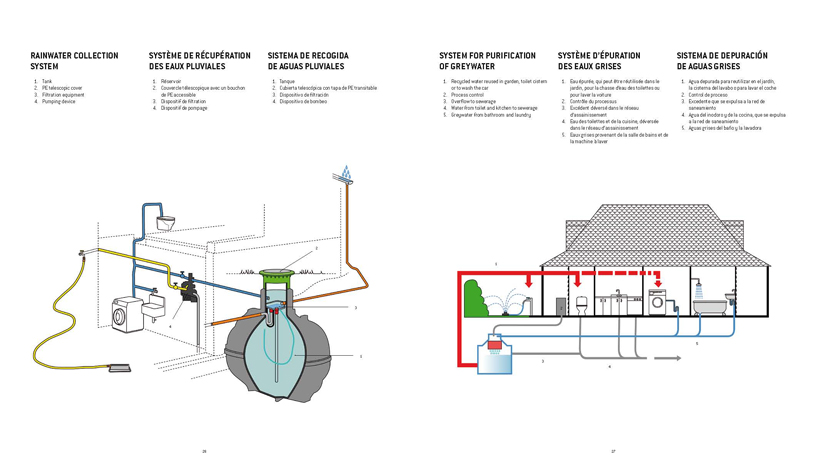 RAINWATER COLLECTION
SYSTEM
1. Tank
2. PE telescopic cover
3. Filtration equipment
4. Pumping device
SYSTÈME DE RÉCUPÉRATION
DES EAUX PLUVIALES
1. Réservoir
2. Couvercle télescopique avec un bouchon
de PE accessible
3. Dispositif de filtration
4. Dispositif de pompage
SISTEMA DE RECOGIDA
DE AGUAS PLUVIALES
1. Tanque
2. Cubierta telescópica con tapa de PE transitable
3. Dispositivo de filtración
4. Dispositivo de bombeo
2
3
1
4
26
SYSTEM FOR PURIFICATION
OF GREYWATER
1. Recycled water reused in garden, toilet cistern
or to wash the car
2. Process control
3. Overflow to sewerage
4. Water from toilet and kitchen to sewerage
5. Greywater from bathroom and laundry
SYSTÈME D'ÉPURATION
DES EAUX GRISES
1. Eau épurée, qui peut être réutilisée dans le
jardin, pour la chasse d'eau des toilettes ou
pour laver la voiture
2. Contrôle du processus
3. Excédent déversé dans le réseau
d'assainissement
4. Eau des toilettes et de la cuisine, déversée
dans le réseau d'assainissement
5. Eaux grises provenant de la salle de bains et de
la machine à laver
SISTEMA DE DEPURACIÓN
DE AGUAS GRISES
1. Agua depurada para reutilizar en el jardín,
la cisterna del lavabo o para lavar el coche
2. Control de proceso
3. Excedente que se expulsa a la red de
saneamiento
4. Agua del inodoro y de la cocina, que se expulsa
a la red de saneamiento
5. Aguas grises del baño y la lavadora
1
5
3
4
27